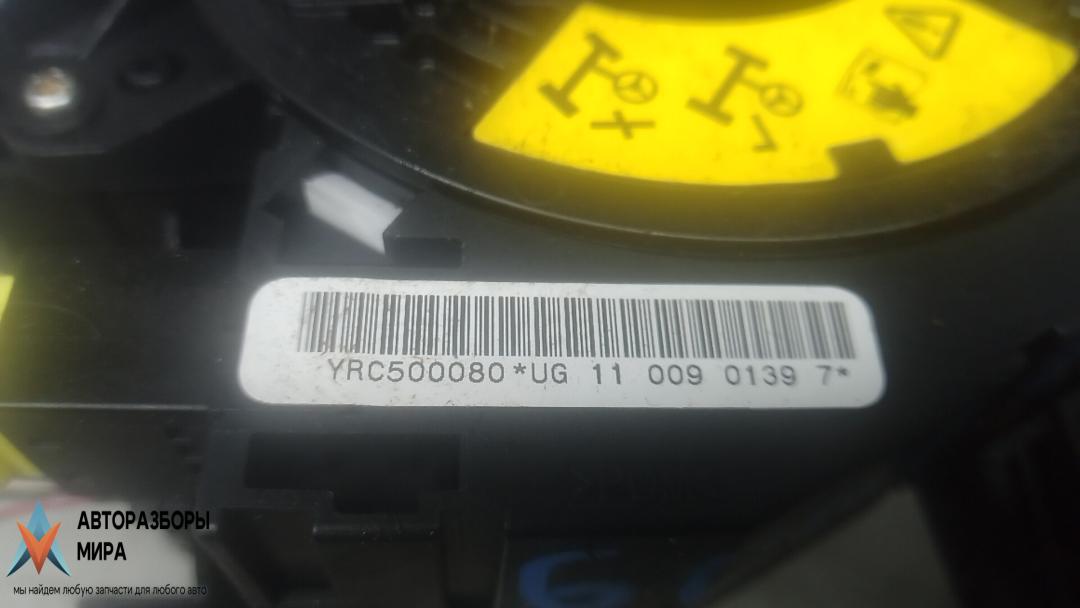 YRC500080*UG 11 009 0139 7*
АВТОРАЗБОРЫ
МИРА
мы найдем любую запчасти для любого авто